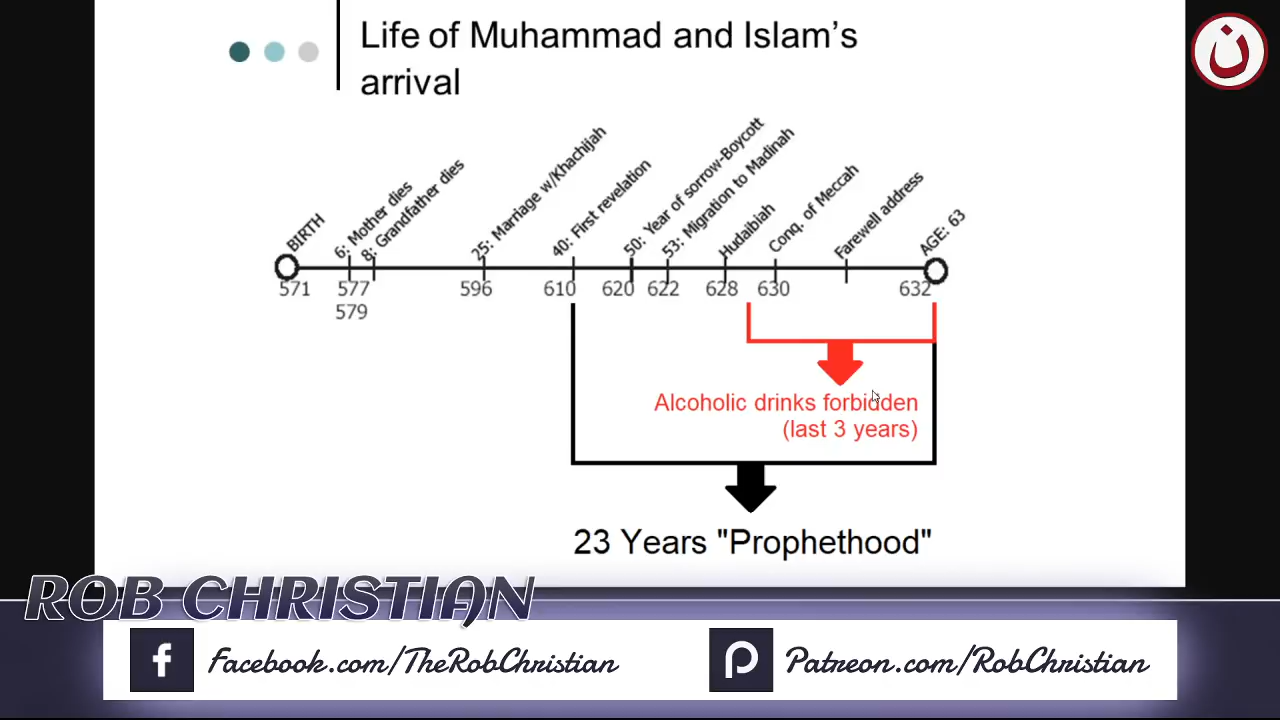 Life of Muhammad and Islam's
arrival
ن
BIRTH
6: Mother dies
8: Grandfather dies
25: Marriage w/Khachijah
40: First revelation
50: Year of sorrow-Boycott
53: Migration to Madinah
Hudaibiah
Conq. of Meccah
Farewell address
AGE: 63
571
577
596
610
620
622
628
630
632
579
Alcoholic drinks forbidden
(last 3 years)
23 Years "Prophethood"
ROB CHRISTIAN
f
Facebook.com/TheRobChristian
Patreon.com/RobChristian